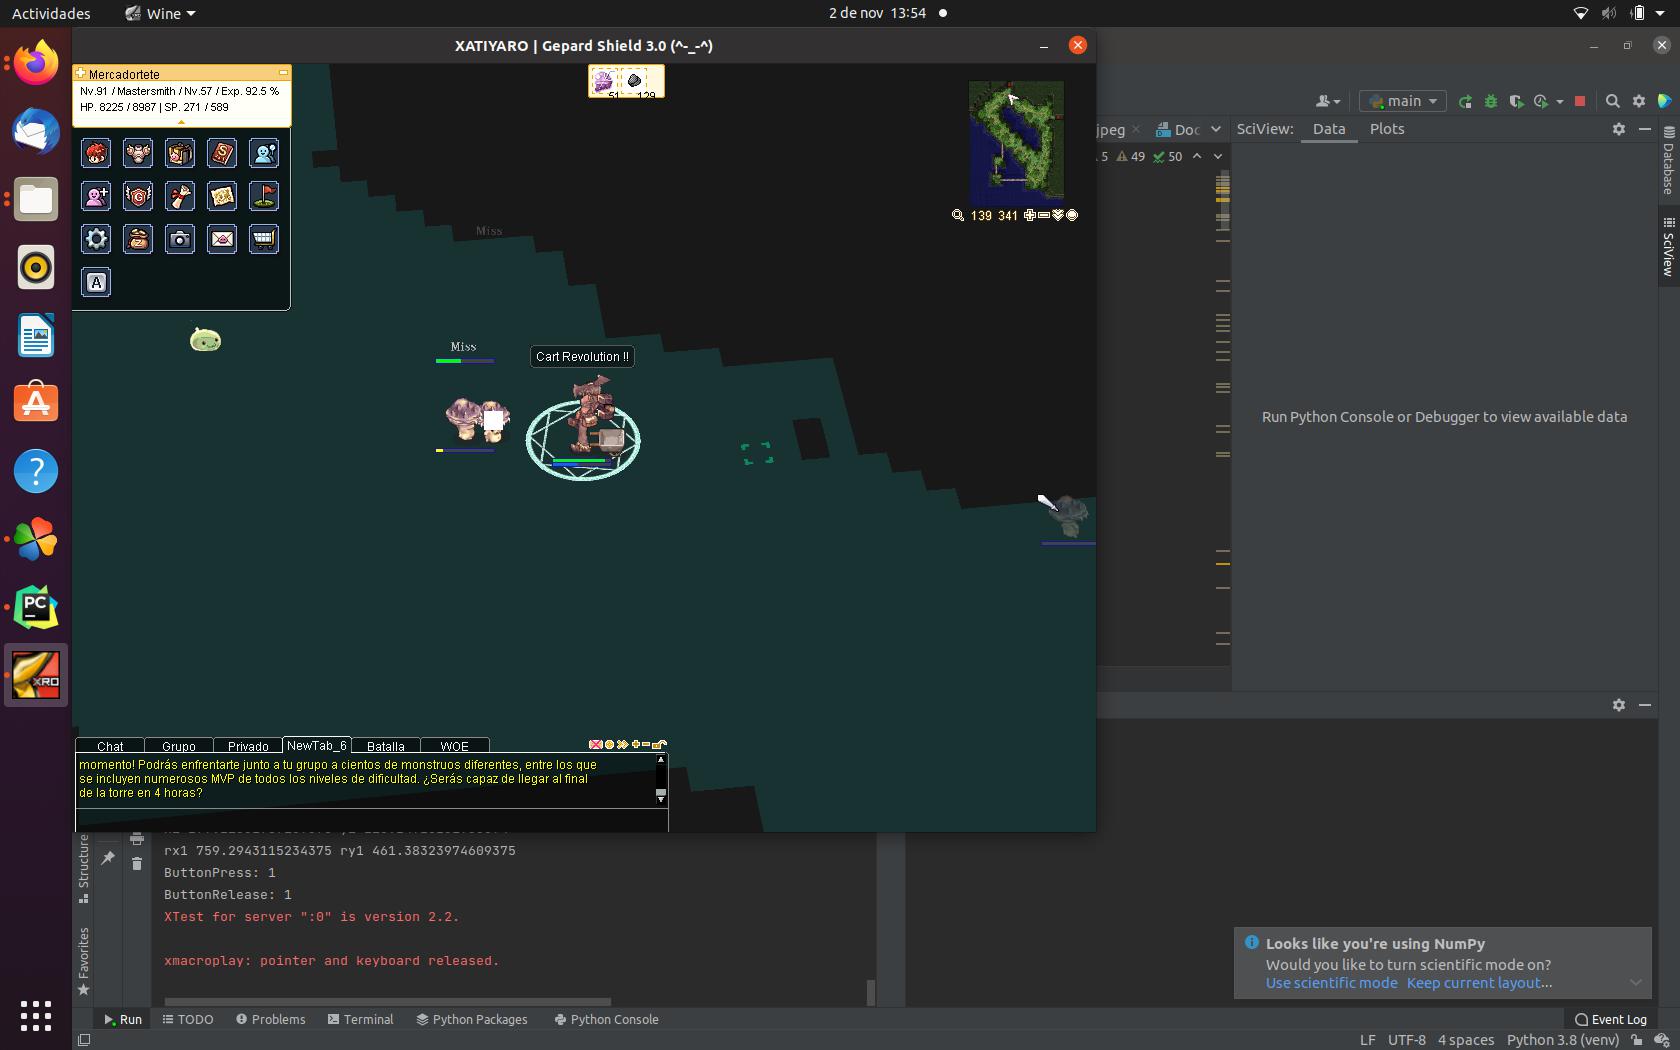 Actividades
Wine
2 de nov 13:54
XATIYARO | Gepard Shield 3.0 (^-_-^)
Mercadortete
Nv.91 / Mastersmith / Nv.57 / Exp. 92.5 %
HP. 8225 / 8987 | SP. 271 / 589
51 129
A
139 341
Miss
Miss
Cart Revolution !!
Chat
Grupo
Privado
NewTab_6
Batalla
WOE
momento! Podrás enfrentarte junto a tu grupo a cientos de monstruos diferentes, entre los que
se incluyen numerosos MVP de todos los niveles de dificultad. ¿Serás capaz de llegar al final
de la torre en 4 horas?
main
jpeg
Doc
SciView:
Data
Plots
5 49 50
Database
SciView
Run Python Console or Debugger to view available data
PC
XRO
Structure
Favorites
rx1 759.2943115234375 ry1 461.38323974609375
ButtonPress: 1
ButtonRelease: 1
XTest for server ":0" is version 2.2.
xmacroplay: pointer and keyboard released.
Looks like you're using NumPy
Would you like to turn scientific mode on?
Use scientific mode Keep current layout...
Run
TODO
Problems
Terminal
Python Packages
Python Console
Event Log
LF UTF-8 4 spaces Python 3.8 (venv)